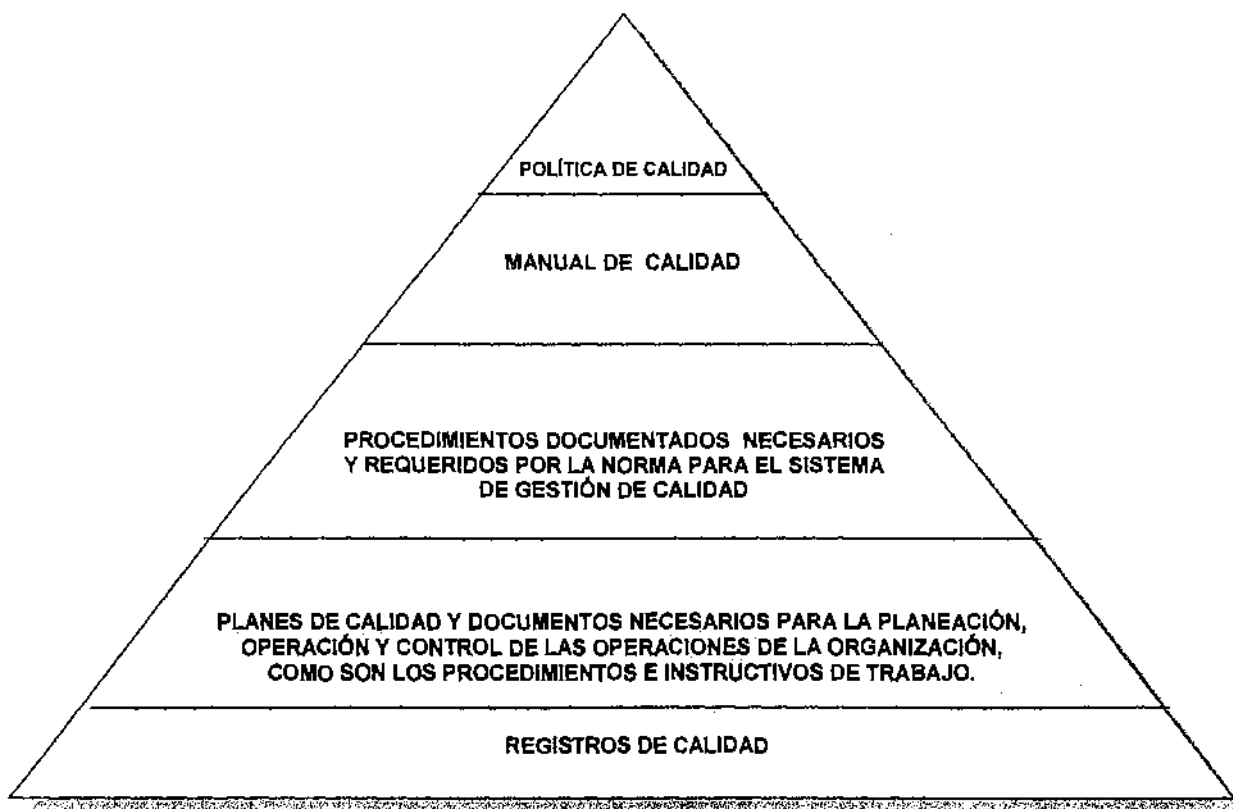 POLÍTICA DE CALIDAD
MANUAL DE CALIDAD
PROCEDIMIENTOS DOCUMENTADOS NECESARIOS
Y REQUERIDOS POR LA NORMA PARA EL SISTEMA
DE GESTIÓN DE CALIDAD
PLANES DE CALIDAD Y DOCUMENTOS NECESARIOS PARA LA PLANEACIÓN,
OPERACIÓN Y CONTROL DE LAS OPERACIONES DE LA ORGANIZACIÓN,
COMO SON LOS PROCEDIMIENTOS E INSTRUCTIVOS DE TRABAJO.
REGISTROS DE CALIDAD